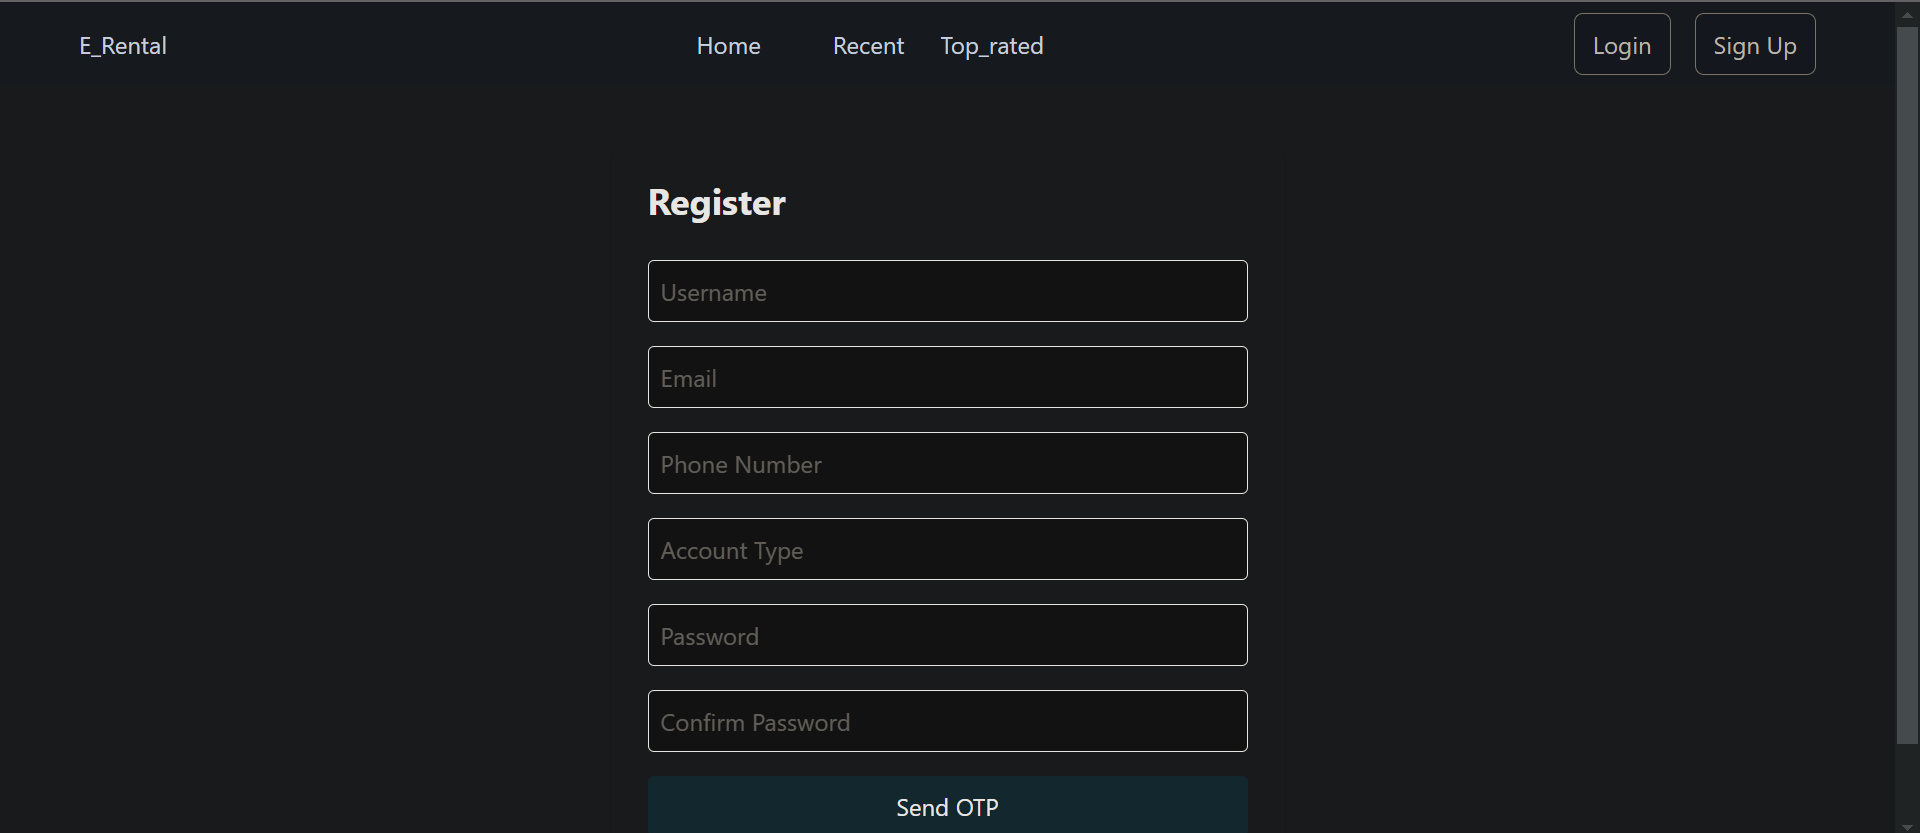 E_Rental Home Recent Top_rated Login Sign Up
Register
Username
Email
Phone Number
Account Type
Password
Confirm Password
Send OTP